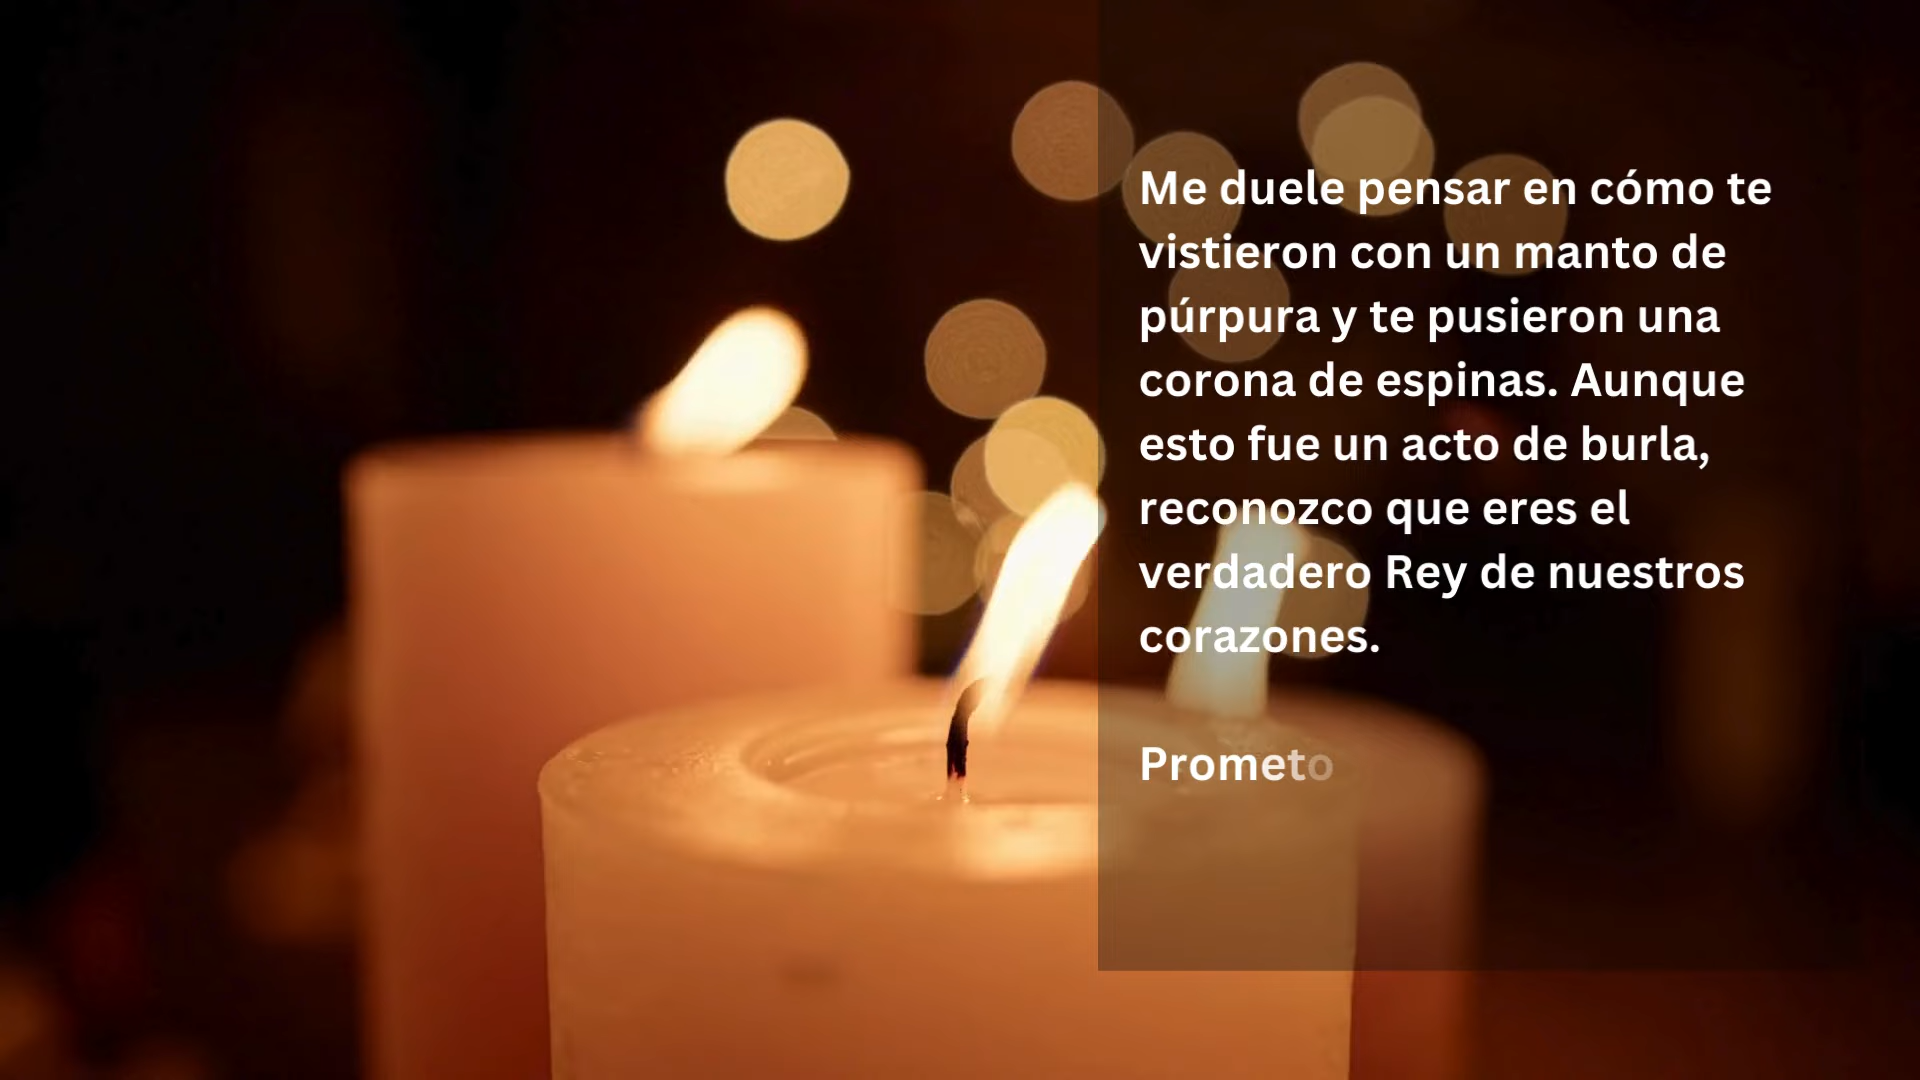 Me duele pensar en cómo te
vistieron con un manto de
púrpura y te pusieron una
corona de espinas. Aunque
esto fue un acto de burla,
reconozco que eres el
verdadero Rey de nuestros
corazones.
Prometo